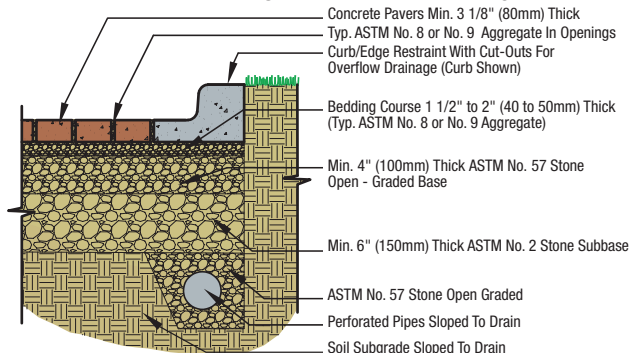 Concrete Pavers Min. 3 1/8" (80mm) Thick
Typ. ASTM No. 8 or No. 9 Aggregate In Openings
Curb/Edge Restraint With Cut-Outs For
Overflow Drainage (Curb Shown)
Bedding Course 1 1/2" to 2" (40 to 50mm) Thick
(Typ. ASTM No. 8 or No. 9 Aggregate)
Min. 4" (100mm) Thick ASTM No. 57 Stone
Open - Graded Base
Min. 6" (150mm) Thick ASTM No. 2 Stone Subbase
ASTM No. 57 Stone Open Graded
Perforated Pipes Sloped To Drain
Soil Subgrade Sloped To Drain